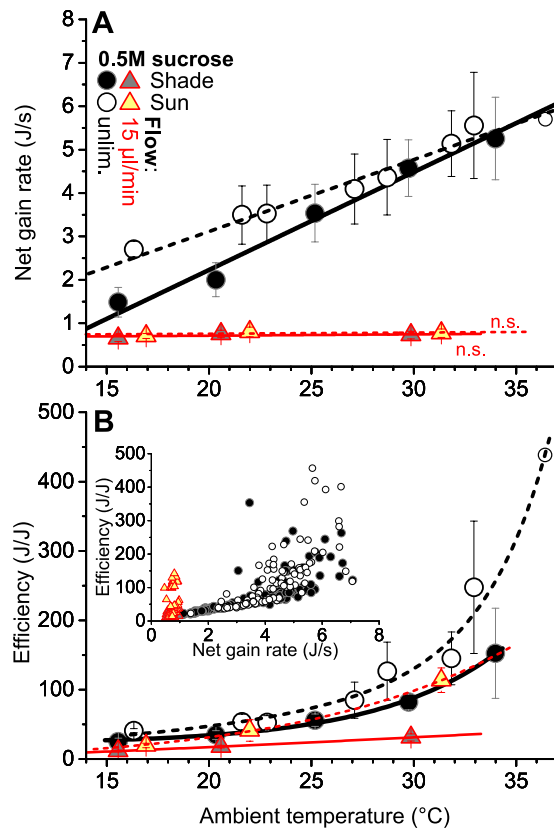 A
0.5M sucrose
Shade
Sun
Flow:
15 µl/min
unlim.
Net gain rate (J/s)
8
7
6
5
4
3
2
1
0
n.s.
n.s.
15
20
25
30
35
B
Efficiency (J/J)
500
400
300
200
100
0
Efficiency (J/J)
500
400
300
200
100
0
0
2
4
6
8
Net gain rate (J/s)
15
20
25
30
35
Ambient temperature (°C)